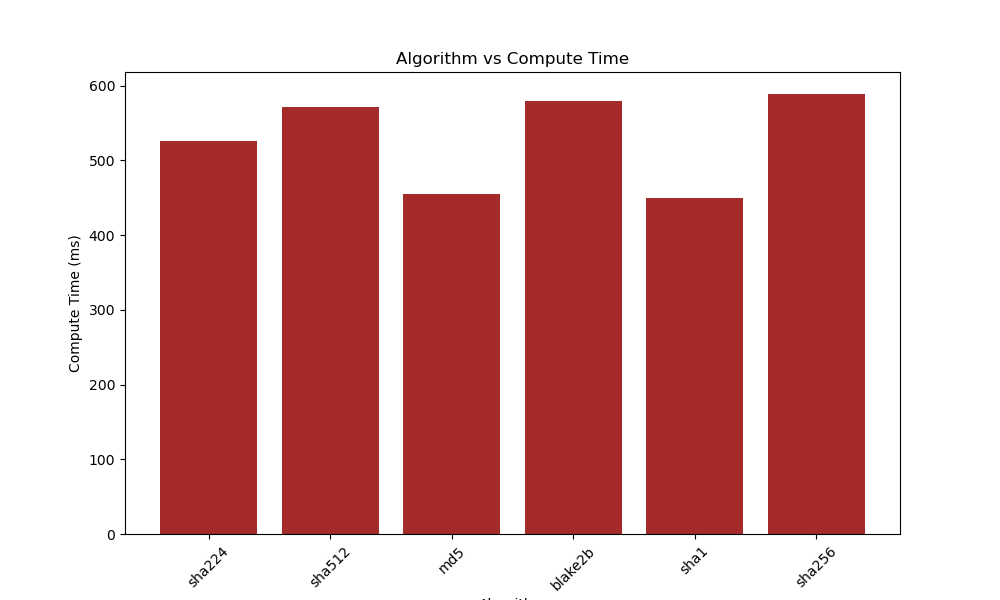 Algorithm vs Compute Time
Compute Time (ms)
600
500
400
300
200
100
0
sha224
sha512
md5
blake2b
sha1
sha256